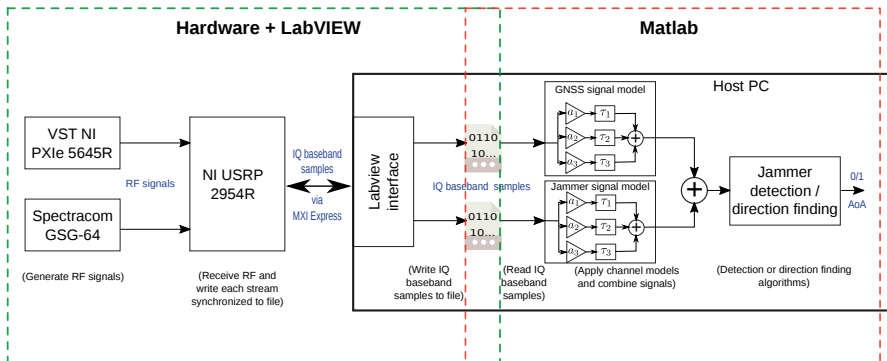 Hardware + LabVIEW
Matlab
Host PC
VST NI
PXIe 5645R
Spectracom
GSG-64
RF signals
(Generate RF signals)
NI USRP
2954R
(Receive RF and
write each stream
synchronized to file)
IQ baseband
samples
via
MXI Express
Labview
interface
(Write IQ
baseband
samples to file)
0110
10...
IQ baseband samples
0110
10...
(Read IQ
baseband
samples)
GNSS signal model
a₁ τ₁
a₂ τ₂ +
a₃ τ₃
Jammer signal model
a₁ τ₁
a₂ τ₂ +
a₃ τ₃
(Apply channel models
and combine signals)
+
Jammer
detection /
direction finding
(Detection or direction finding
algorithms)
0/1
AoA